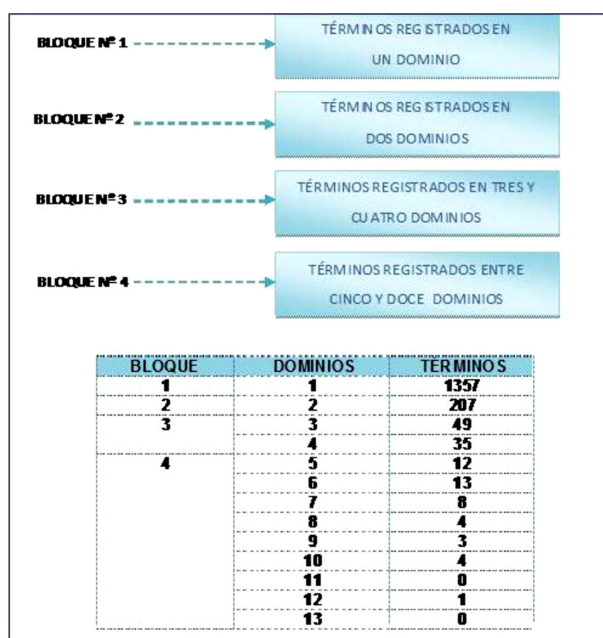 BLOQUE Nº 1
TÉRMINOS REGISTRADOS EN
UN DOMINIO
BLOQUE Nº 2
TÉRMINOS REGISTRADOS EN
DOS DOMINIOS
BLOQUE Nº 3
TÉRMINOS REGISTRADOS EN TRES Y
CUATRO DOMINIOS
BLOQUE Nº 4
TÉRMINOS REGISTRADOS ENTRE
CINCO Y DOCE DOMINIOS
BLOQUE DOMINIOS TÉRMINOS
1 1 1357
2 2 207
3 3 49
4 35
4 5 12
6 13
7 8
8 4
9 3
10 4
11 0
12 1
13 0